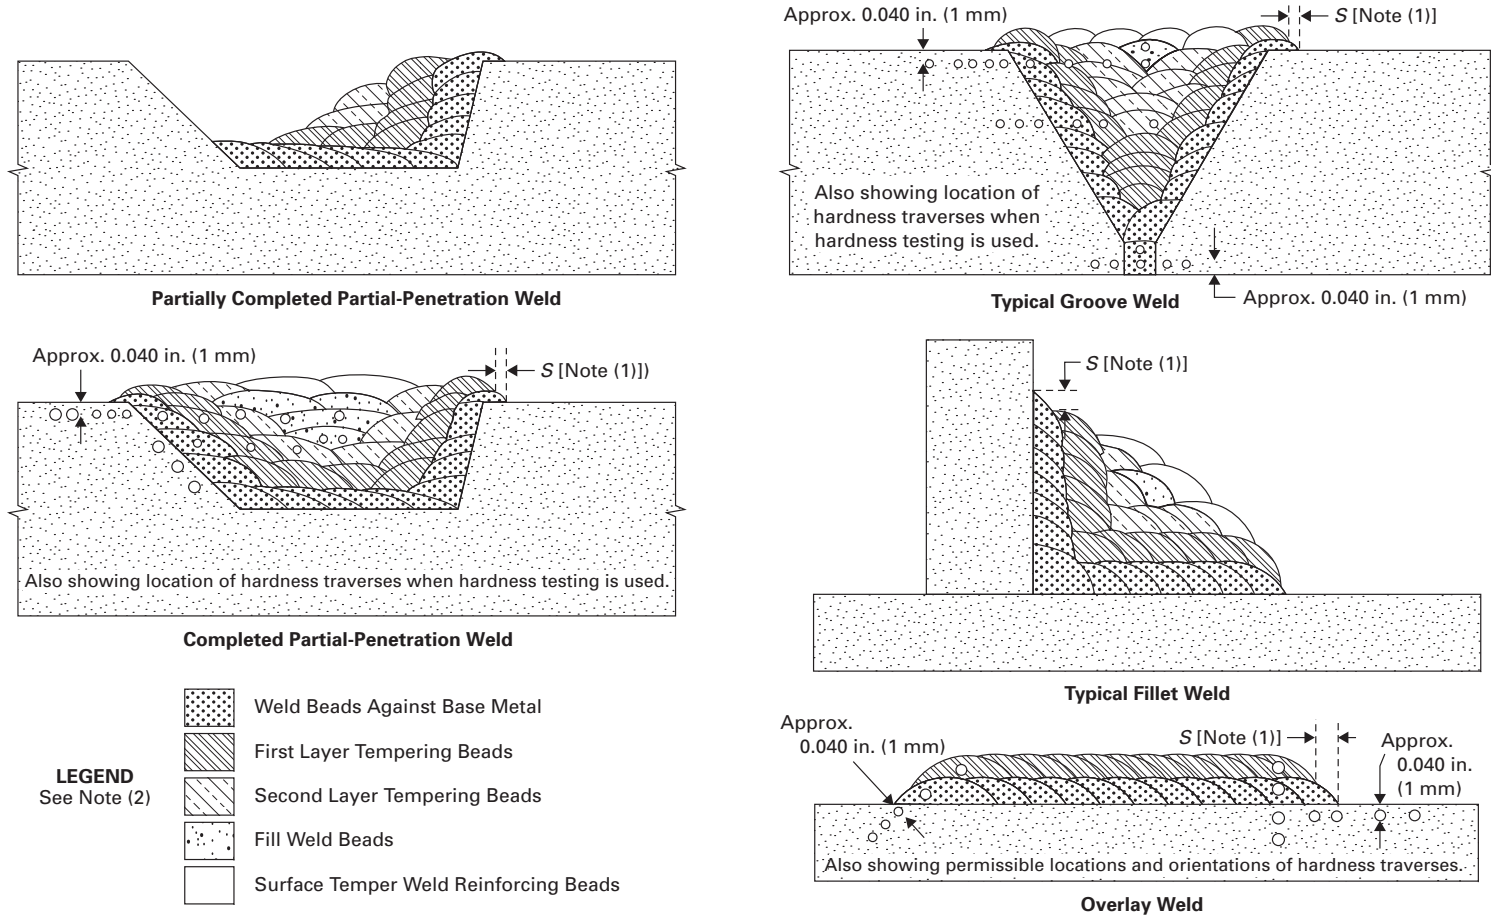 Partially Completed Partial-Penetration Weld
Approx. 0.040 in. (1 mm)
S [Note (1)]
Also showing location of
hardness traverses when
hardness testing is used.
Typical Groove Weld
Approx. 0.040 in. (1 mm)
Approx. 0.040 in. (1 mm)
S [Note (1)])
Also showing location of hardness traverses when hardness testing is used.
Completed Partial-Penetration Weld
S [Note (1)]
Typical Fillet Weld
LEGEND
See Note (2)
Weld Beads Against Base Metal
First Layer Tempering Beads
Second Layer Tempering Beads
Fill Weld Beads
Surface Temper Weld Reinforcing Beads
Approx.
0.040 in. (1 mm)
S [Note (1)]
Approx.
0.040 in.
(1 mm)
Also showing permissible locations and orientations of hardness traverses.
Overlay Weld